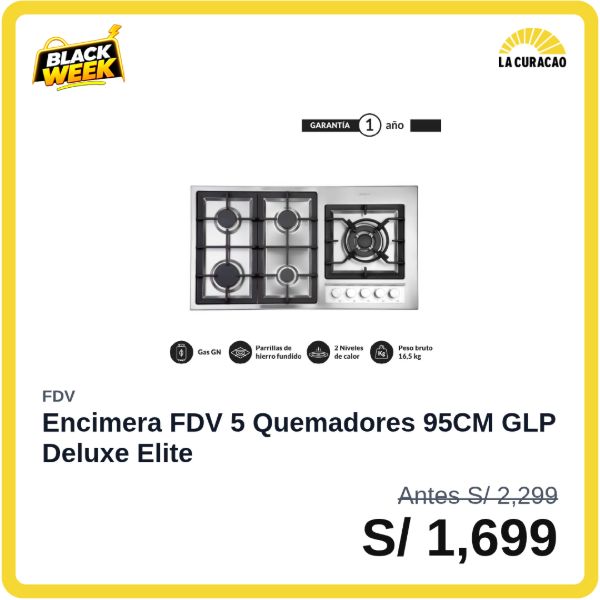 BLACK
WEEK
LA CURACAO
GARANTÍA 1 año
Gas GN
Parrillas de
hierro fundido
2 Niveles
de calor
Kg
Peso bruto
16,5 kg
FDV
Encimera FDV 5 Quemadores 95CM GLP
Deluxe Elite
Antes S/ 2,299
S/ 1,699